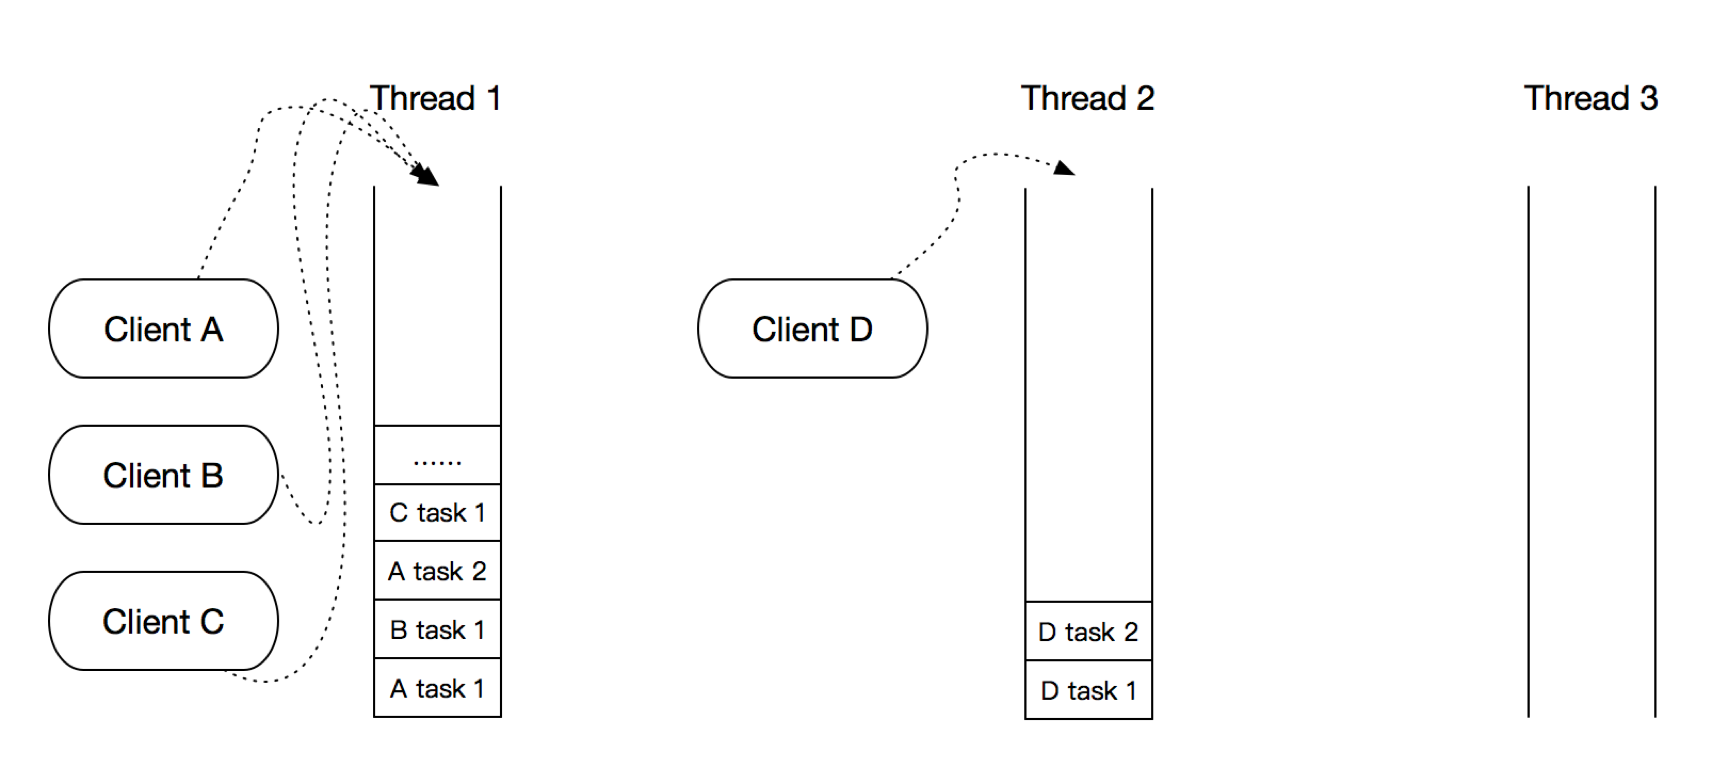 Thread 1
Thread 2
Thread 3
Client A
Client D
Client B
Client C
......
C task 1
A task 2
B task 1
A task 1
D task 2
D task 1